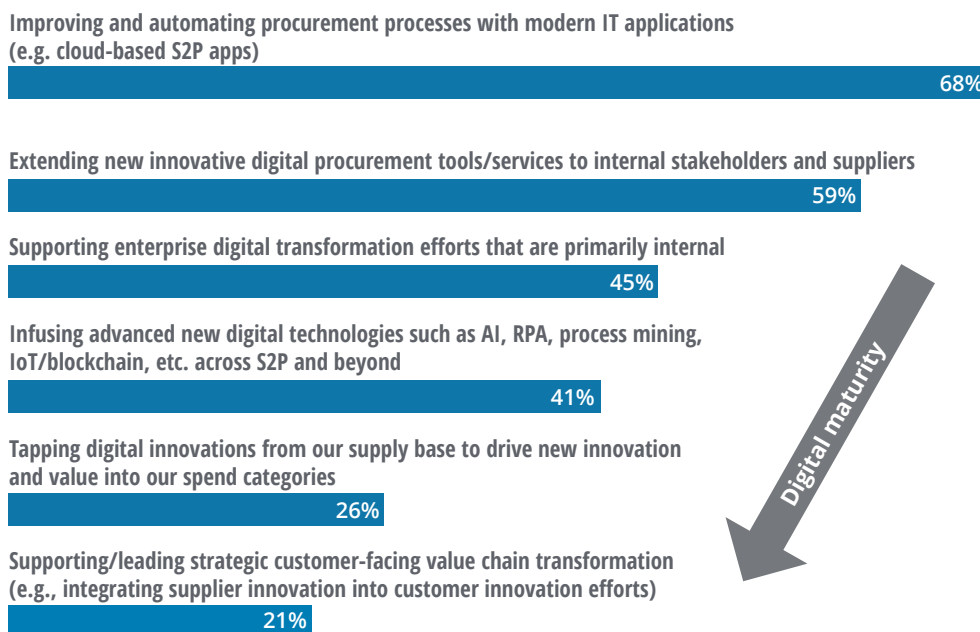 Improving and automating procurement processes with modern IT applications
(e.g. cloud-based S2P apps)
68%
Extending new innovative digital procurement tools/services to internal stakeholders and suppliers
59%
Supporting enterprise digital transformation efforts that are primarily internal
45%
Infusing advanced new digital technologies such as AI, RPA, process mining,
IoT/blockchain, etc. across S2P and beyond
41%
Digital maturity
Tapping digital innovations from our supply base to drive new innovation
and value into our spend categories
26%
Supporting/leading strategic customer-facing value chain transformation
(e.g., integrating supplier innovation into customer innovation efforts)
21%